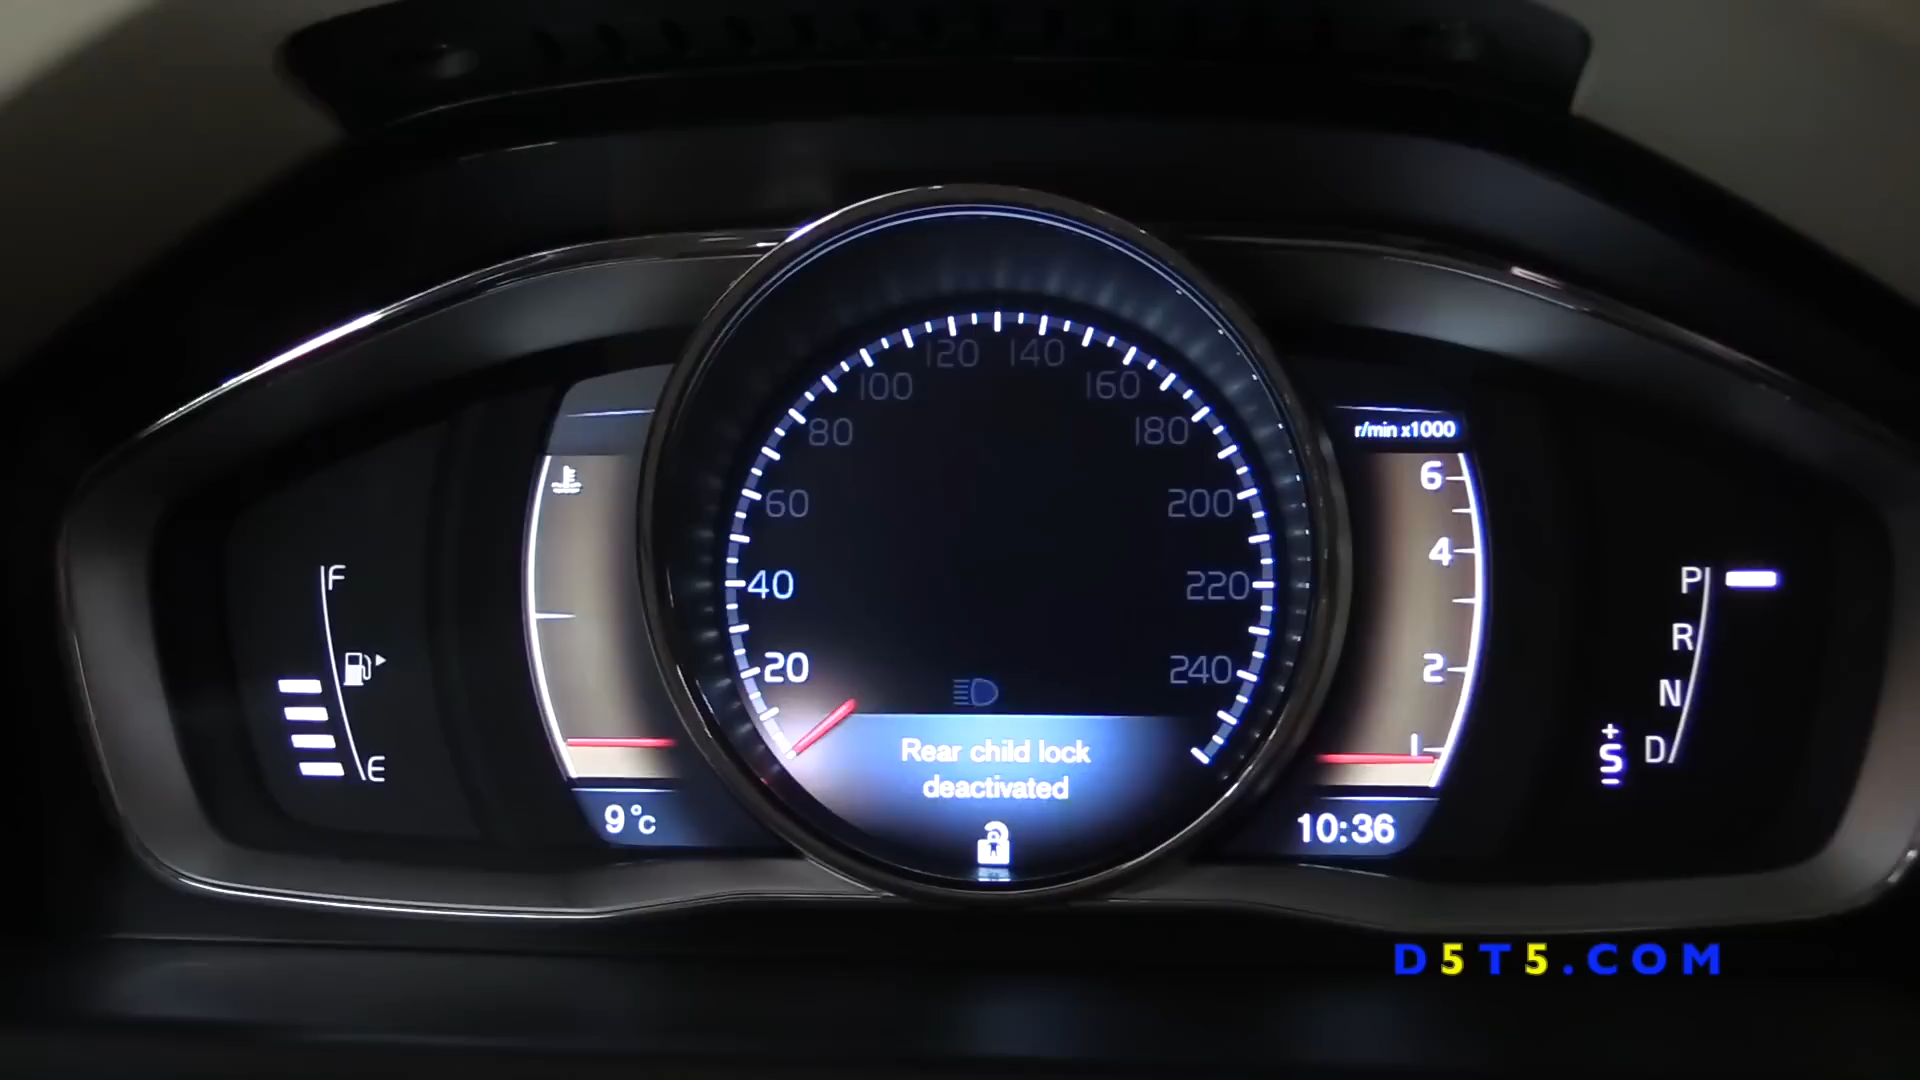 120 140
100 160
80 180
r/min x1000
6
60 200
4
F
40 220
P
R
20 240
2
N
Rear child lock
deactivated
1
+
S
-
D
E
9°C
10:36
D5T5.COM